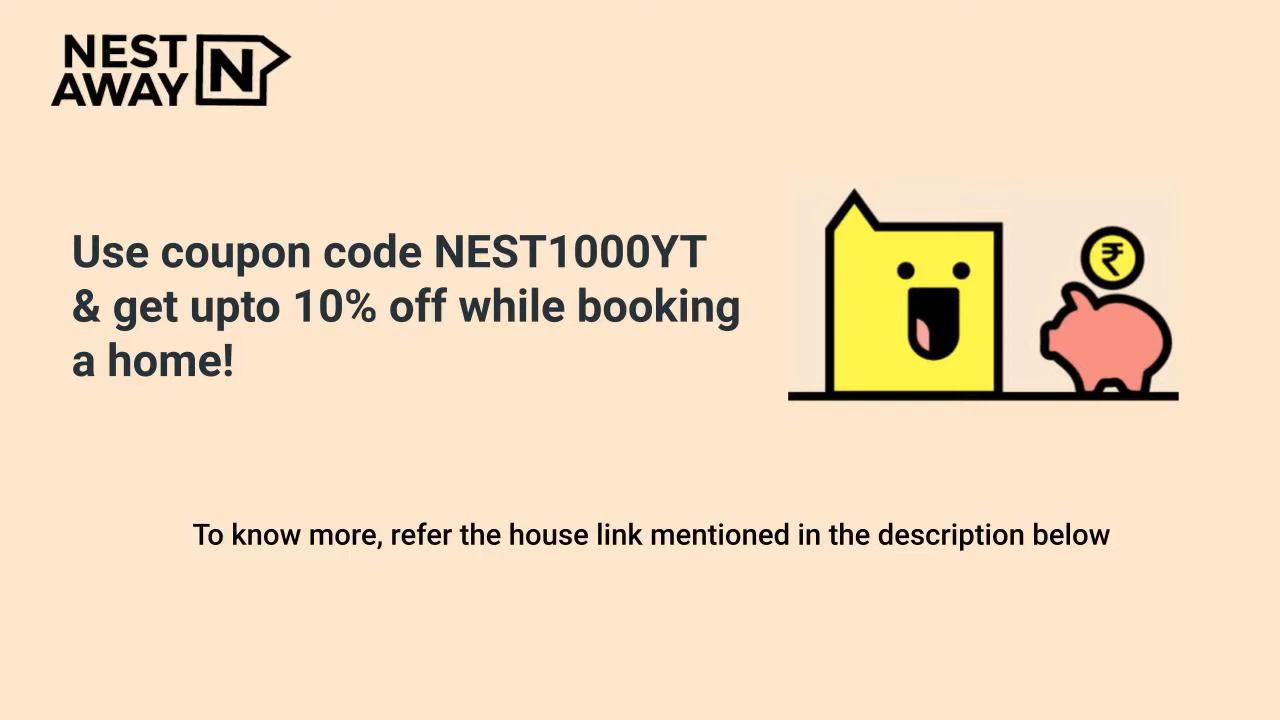 NEST
AWAY N
Use coupon code NEST1000YT
& get upto 10% off while booking
a home!
₹
To know more, refer the house link mentioned in the description below